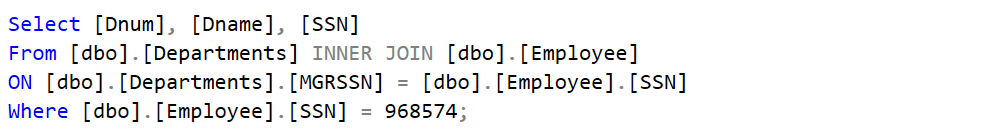 Select [Dnum], [Dname], [SSN]
From [dbo].[Departments] INNER JOIN [dbo].[Employee]
ON [dbo].[Departments].[MGRSSN] = [dbo].[Employee].[SSN]
Where [dbo].[Employee].[SSN] = 968574;